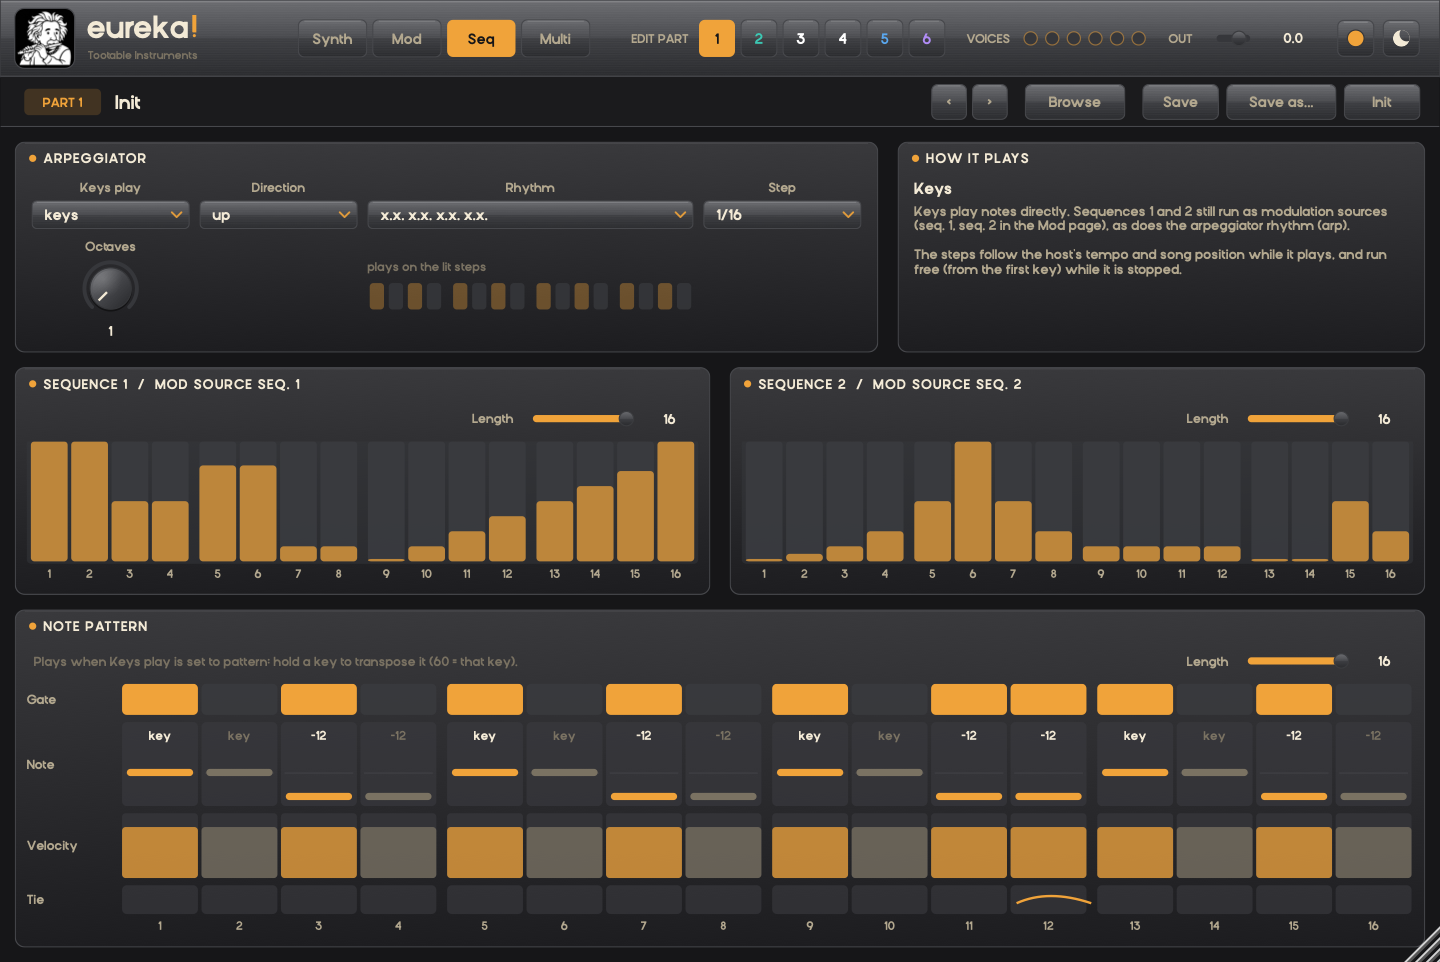 eureka!
Tootable Instruments
Synth Mod Seq Multi EDIT PART 1 2 3 4 5 6 VOICES OUT 0.0
PART 1 Init ‹ › Browse Save Save as... Init
ARPEGGIATOR
Keys play Direction Rhythm Step
keys up x.x. x.x. x.x. x.x. 1/16
Octaves
plays on the lit steps
1
HOW IT PLAYS
Keys
Keys play notes directly. Sequences 1 and 2 still run as modulation sources
(seq. 1, seq. 2 in the Mod page), as does the arpeggiator rhythm (arp).
The steps follow the host's tempo and song position while it plays, and run
free (from the first key) while it is stopped.
SEQUENCE 1 / MOD SOURCE SEQ. 1
Length 16
1 2 3 4 5 6 7 8 9 10 11 12 13 14 15 16
SEQUENCE 2 / MOD SOURCE SEQ. 2
Length 16
1 2 3 4 5 6 7 8 9 10 11 12 13 14 15 16
NOTE PATTERN
Plays when Keys play is set to pattern: hold a key to transpose it (60 = that key). Length 16
Gate
key key -12 -12 key key -12 -12 key key -12 -12 key key -12 -12
Note
Velocity
Tie
1 2 3 4 5 6 7 8 9 10 11 12 13 14 15 16